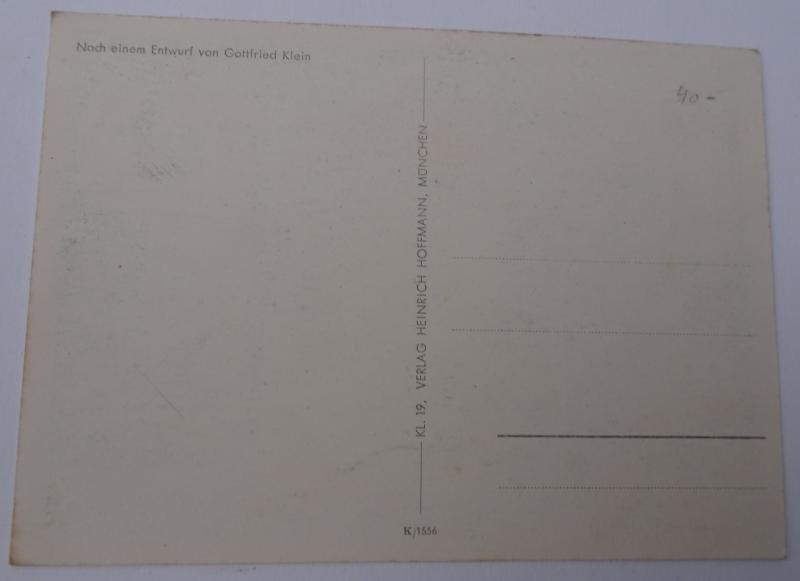 Nach einem Entwurf von Gottfried Klein
40 -
KL. 19, VERLAG HEINRICH HOFFMANN, MÜNCHEN
K/1556